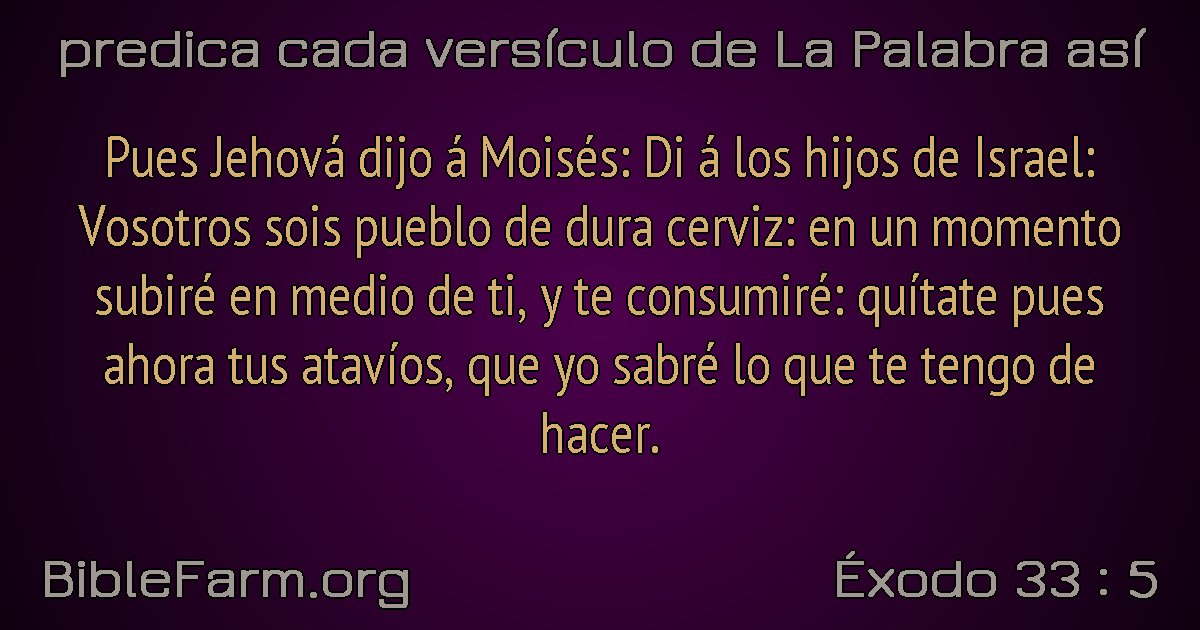 predica cada versículo de La Palabra así
Pues Jehová dijo á Moisés: Di á los hijos de Israel:
Vosotros sois pueblo de dura cerviz: en un momento
subiré en medio de ti, y te consumiré: quítate pues
ahora tus atavíos, que yo sabré lo que te tengo de
hacer.
BibleFarm.org
Éxodo 33 : 5